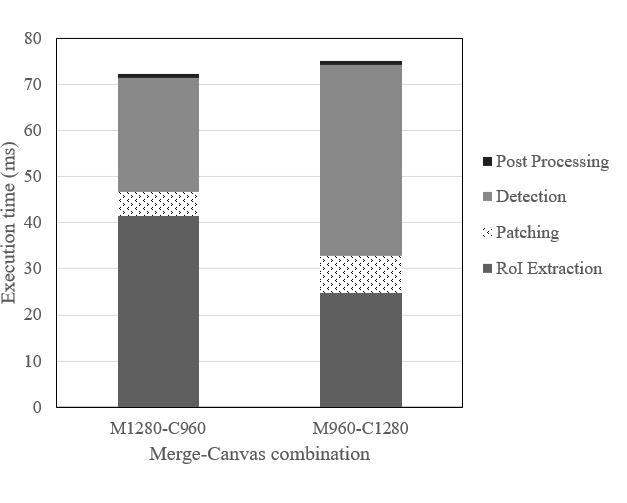 80
70
60
50
40
30
20
10
0
Execution time (ms)
M1280-C960
M960-C1280
Merge-Canvas combination
Post Processing
Detection
Patching
RoI Extraction